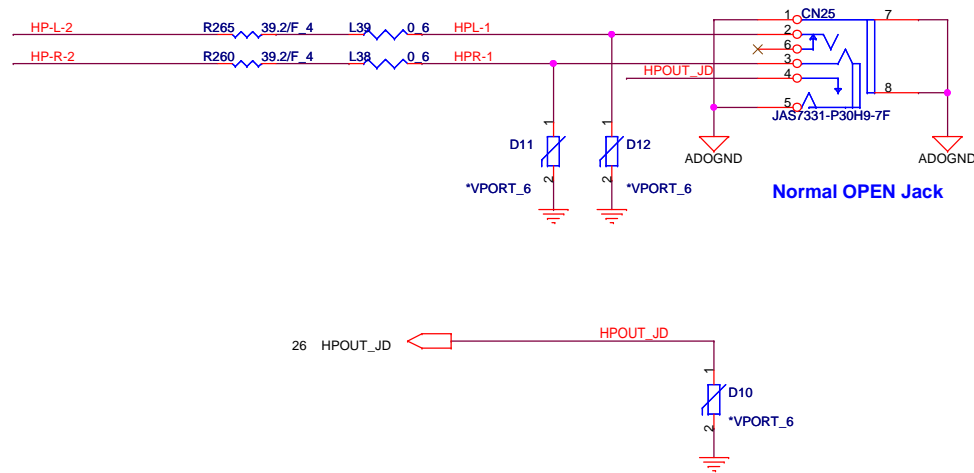 HP-L-2 R265 39.2/F_4 L39 0_6 HPL-1
HP-R-2 R260 39.2/F_4 L38 0_6 HPR-1
HPOUT_JD
CN25
1
2
6
3
4
5
7
8
JAS7331-P30H9-7F
ADOGND
ADOGND
Normal OPEN Jack
1
D11
2
*VPORT_6
1
D12
2
*VPORT_6
26 HPOUT_JD
HPOUT_JD
1
D10
2
*VPORT_6